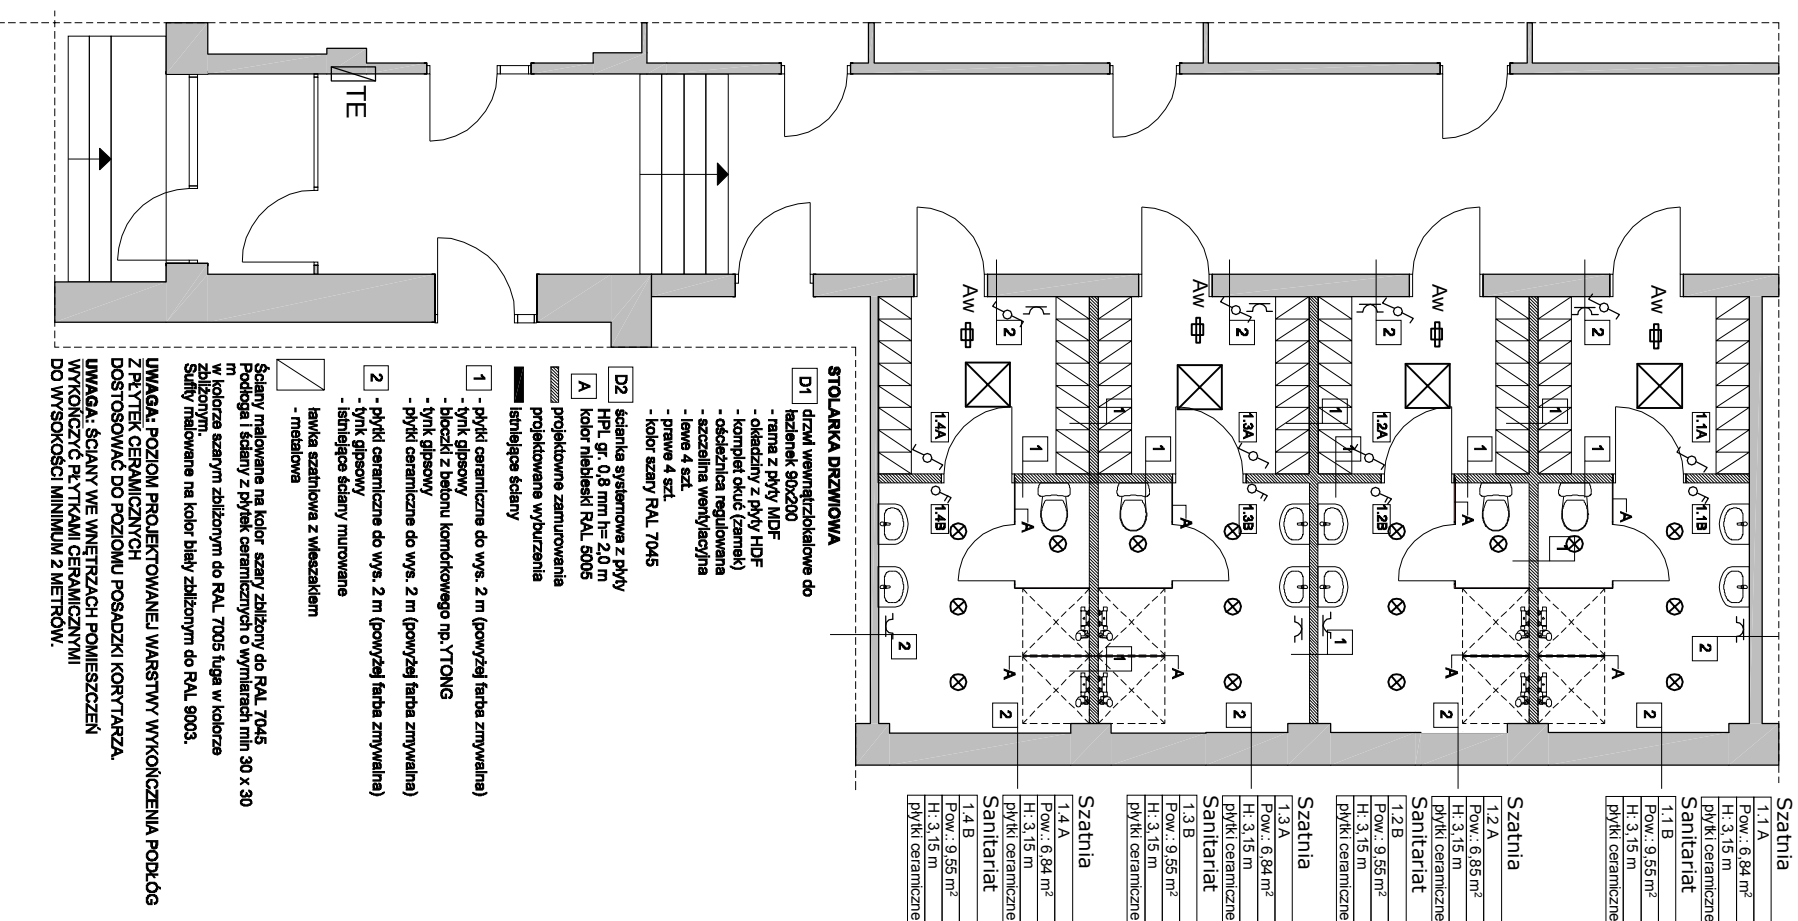 TE
Aw
Aw
Aw
Aw
2
2
2
2
1.4A
1.3A
1.2A
1.1A
1
1
1
1
1
1
1
1
1.4B
1.3B
1.2B
1.1B
A
A
A
A
1
2
1
1
2
A
A
A
A
2
2
2
2
STOLARKA DRZWIOWA
D1
drzwi wewnątrzlokalowe do
łazienek 90x200
- rama z płyty MDF
- okładziny z płyty HDF
- komplet okuć (zamek)
- ościeżnica regulowana
- szczelina wentylacyjna
- lewe 4 szt.
- prawe 4 szt.
- kolor szary RAL 7045
D2
ścianka systemowa z płyty
HPL gr. 0,8 mm h= 2,0 m
A
kolor niebieski RAL 5005
projektowne zamurowania
projektowane wyburzenia
istniejące ściany
1
- płytki ceramiczne do wys. 2 m (powyżej farba zmywalna)
- tynk gipsowy
- bloczki z betonu komórkowego np.YTONG
- tynk gipsowy
- płytki ceramiczne do wys. 2 m (powyżej farba zmywalna)
2
- płytki ceramiczne do wys. 2 m (powyżej farba zmywalna)
- tynk gipsowy
- istniejące ściany murowane
ławka szatniowa z wieszakiem
- metalowa
Ściany malowane na kolor szary zbliżony do RAL 7045
Podłoga i ściany z płytek ceramicznych o wymiarach min 30 x 30
m
w kolorze szarym zbliżonym do RAL 7005 fuga w kolorze
zbliżonym.
Sufity malowane na kolor biały zbliżonym do RAL 9003.
UWAGA: POZIOM PROJEKTOWANEJ WARSTWY WYKOŃCZENIA PODŁÓG
Z PŁYTEK CERAMICZNYCH
DOSTOSOWAĆ DO POZIOMU POSADZKI KORYTARZA.
UWAGA: ŚCIANY WE WNĘTRZACH POMIESZCZEŃ
WYKOŃCZYĆ PŁYTKAMI CERAMICZNYMI
DO WYSOKOŚCI MINIMUM 2 METRÓW.
Szatnia
1.1 A
Pow.: 6,84 m²
H: 3,15 m
płytki ceramiczne
Sanitariat
1.1 B
Pow.: 9,55 m²
H: 3,15 m
płytki ceramiczne
Szatnia
1.2 A
Pow.: 6,85 m²
H: 3,15 m
płytki ceramiczne
Sanitariat
1.2 B
Pow.: 9,55 m²
H: 3,15 m
płytki ceramiczne
Szatnia
1.3 A
Pow.: 6,84 m²
H: 3,15 m
płytki ceramiczne
Sanitariat
1.3 B
Pow.: 9,55 m²
H: 3,15 m
płytki ceramiczne
Szatnia
1.4 A
Pow.: 6,84 m²
H: 3,15 m
płytki ceramiczne
Sanitariat
1.4 B
Pow.: 9,55 m²
H: 3,15 m
płytki ceramiczne